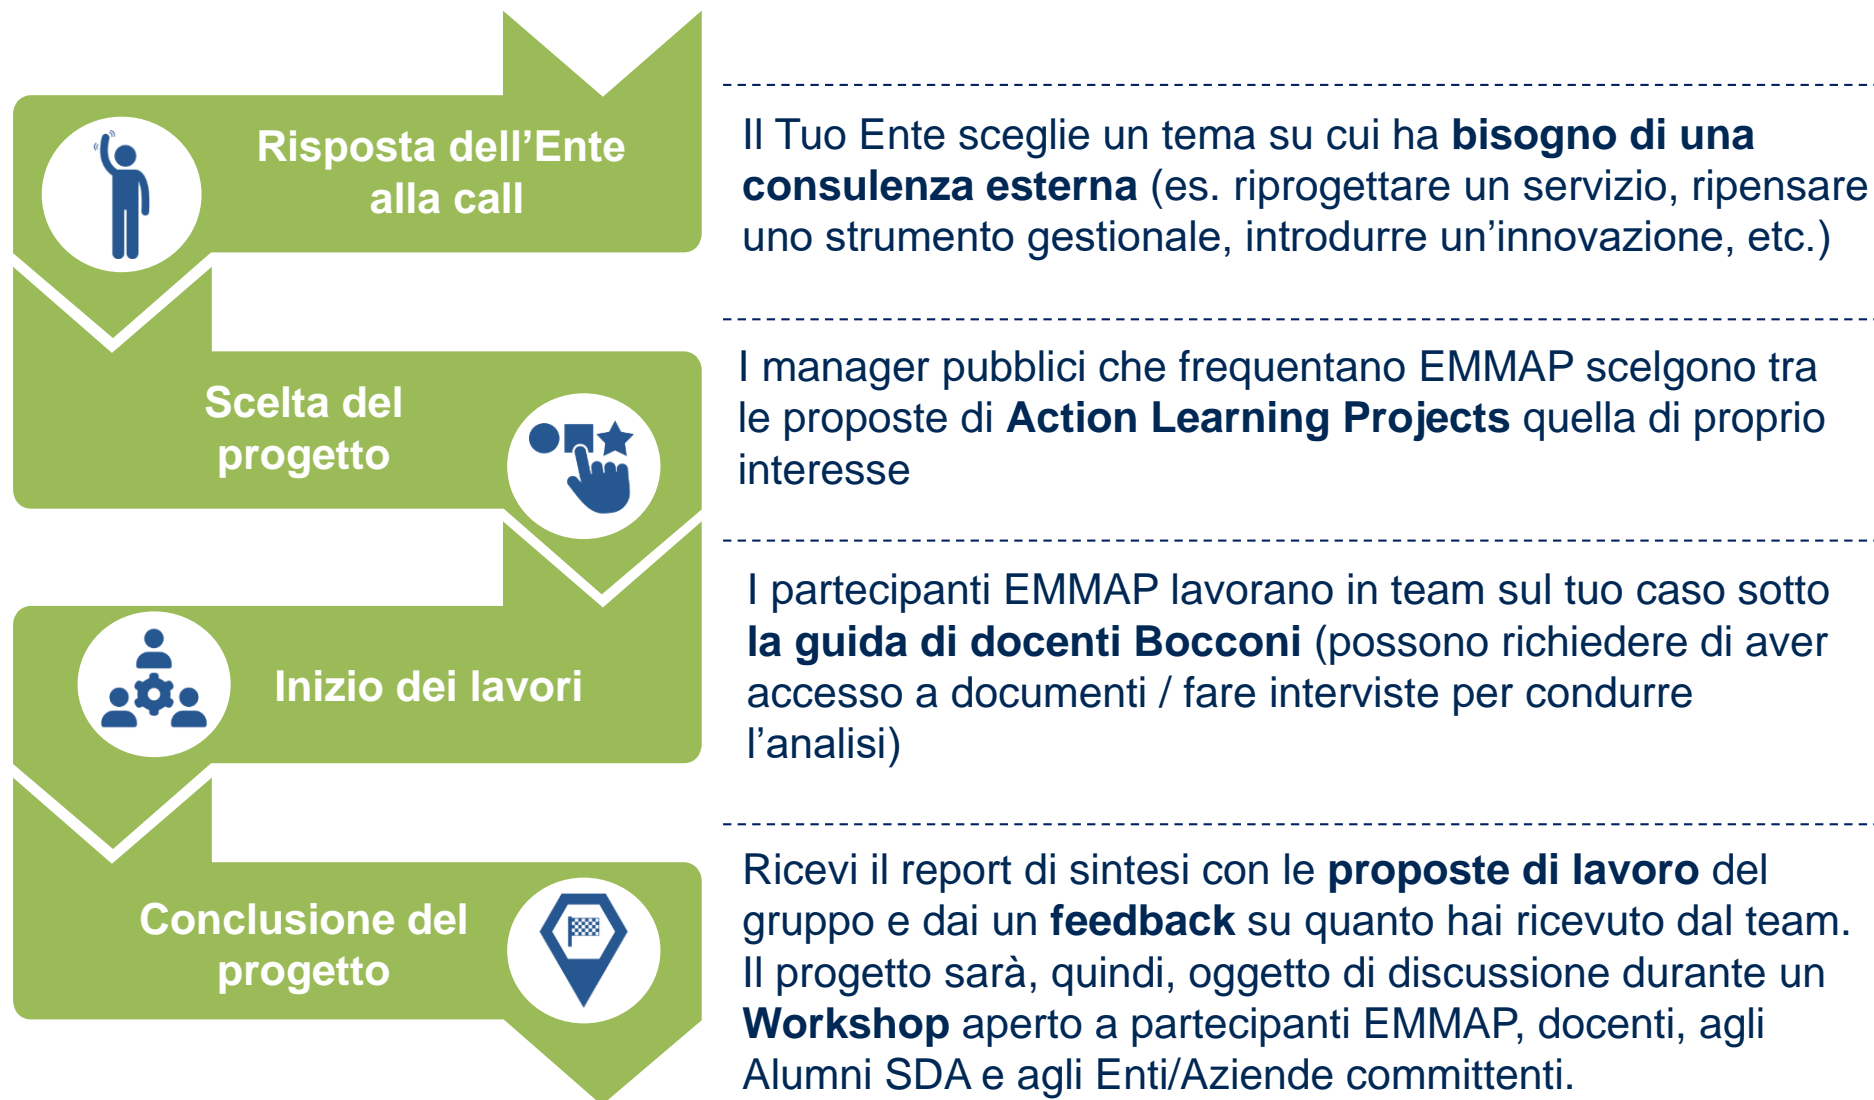 Risposta dell’Ente
alla call
Il Tuo Ente sceglie un tema su cui ha bisogno di una
consulenza esterna (es. riprogettare un servizio, ripensare
uno strumento gestionale, introdurre un’innovazione, etc.)
Scelta del
progetto
I manager pubblici che frequentano EMMAP scelgono tra
le proposte di Action Learning Projects quella di proprio
interesse
Inizio dei lavori
I partecipanti EMMAP lavorano in team sul tuo caso sotto
la guida di docenti Bocconi (possono richiedere di aver
accesso a documenti / fare interviste per condurre
l’analisi)
Conclusione del
progetto
Ricevi il report di sintesi con le proposte di lavoro del
gruppo e dai un feedback su quanto hai ricevuto dal team.
Il progetto sarà, quindi, oggetto di discussione durante un
Workshop aperto a partecipanti EMMAP, docenti, agli
Alumni SDA e agli Enti/Aziende committenti.